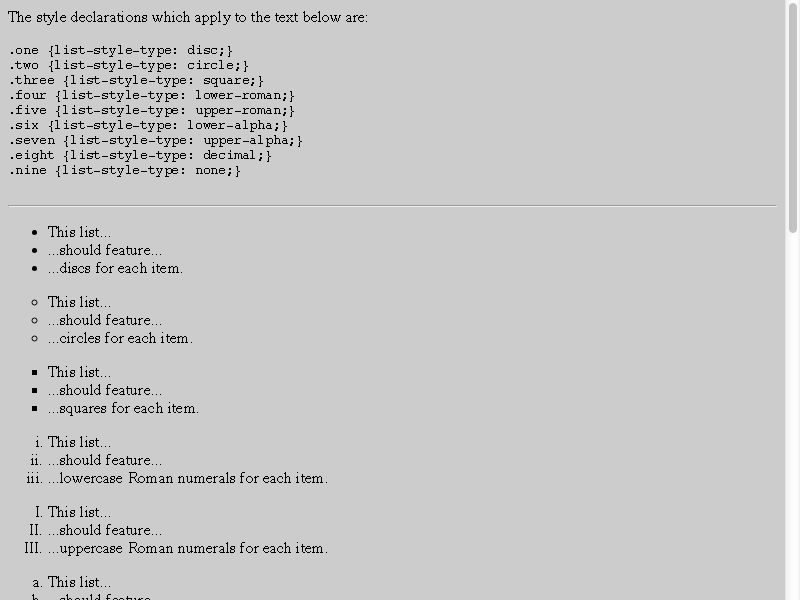 The style declarations which apply to the text below are:
.one {list-style-type: disc;}
.two {list-style-type: circle;}
.three {list-style-type: square;}
.four {list-style-type: lower-roman;}
.five {list-style-type: upper-roman;}
.six {list-style-type: lower-alpha;}
.seven {list-style-type: upper-alpha;}
.eight {list-style-type: decimal;}
.nine {list-style-type: none;}
• This list...
• ...should feature...
• ...discs for each item.
◦ This list...
◦ ...should feature...
◦ ...circles for each item.
▪ This list...
▪ ...should feature...
▪ ...squares for each item.
i. This list...
ii. ...should feature...
iii. ...lowercase Roman numerals for each item.
I. This list...
II. ...should feature...
III. ...uppercase Roman numerals for each item.
a. This list...
b. ...should feature...